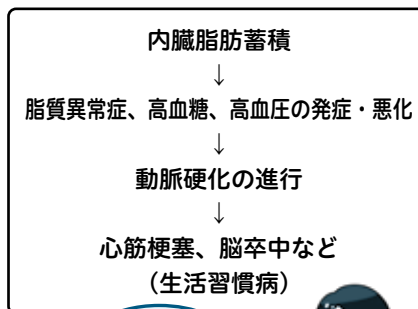 内臓脂肪蓄積
↓
脂質異常症、高血糖、高血圧の発症・悪化
↓
動脈硬化の進行
↓
心筋梗塞、脳卒中など
（生活習慣病）